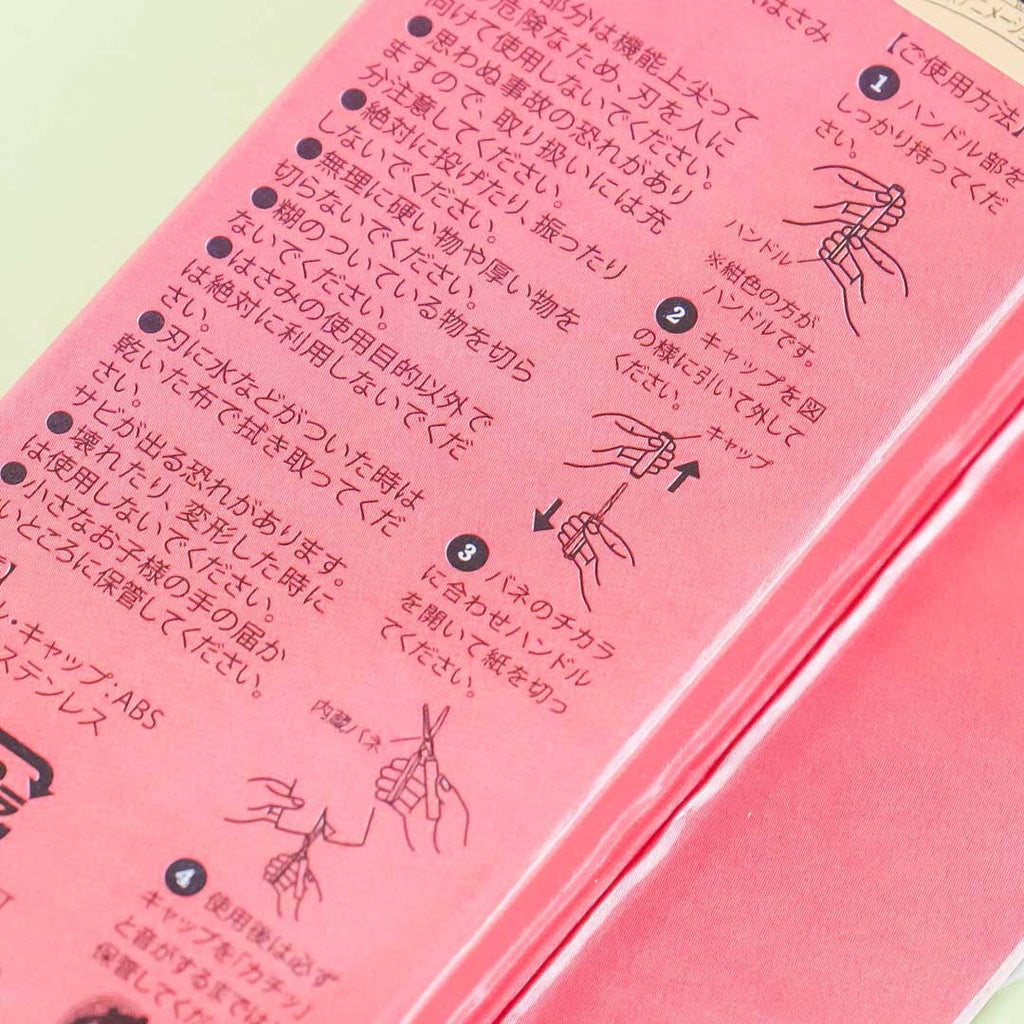 はさみ
部分は機能上尖って
危険なため、刃を人に
向けて使用しないでください。
●思わぬ事故の恐れがあり
ますので、取り扱いには充
分注意してください。
●絶対に投げたり、振ったり
しないでください。
●無理に硬い物や厚い物を
切らないでください。
●糊のついている物を切ら
ないでください。
●はさみの使用目的以外で
は絶対に利用しないでくだ
さい。
●刃に水などがついた時は
乾いた布で拭き取ってくだ
さい。
サビが出る恐れがあります。
●壊れたり、変形した時に
は使用しないでください。
●小さなお子様の手の届か
いところに保管してください。
ル・キャップ:ABS
ステンレス
プラ
【ご使用方法】
1 ハンドル部を
しっかり持ってくだ
さい。
ハンドル
※紺色の方が
ハンドルです。
2 キャップを図
の様に引いて外して
ください。
キャップ
3 バネのチカラ
に合わせハンドル
を開いて紙を切っ
てください。
内蔵バネ
4 使用後は必ず
キャップを「カチッ」
と音がするまでは
保管してくだ